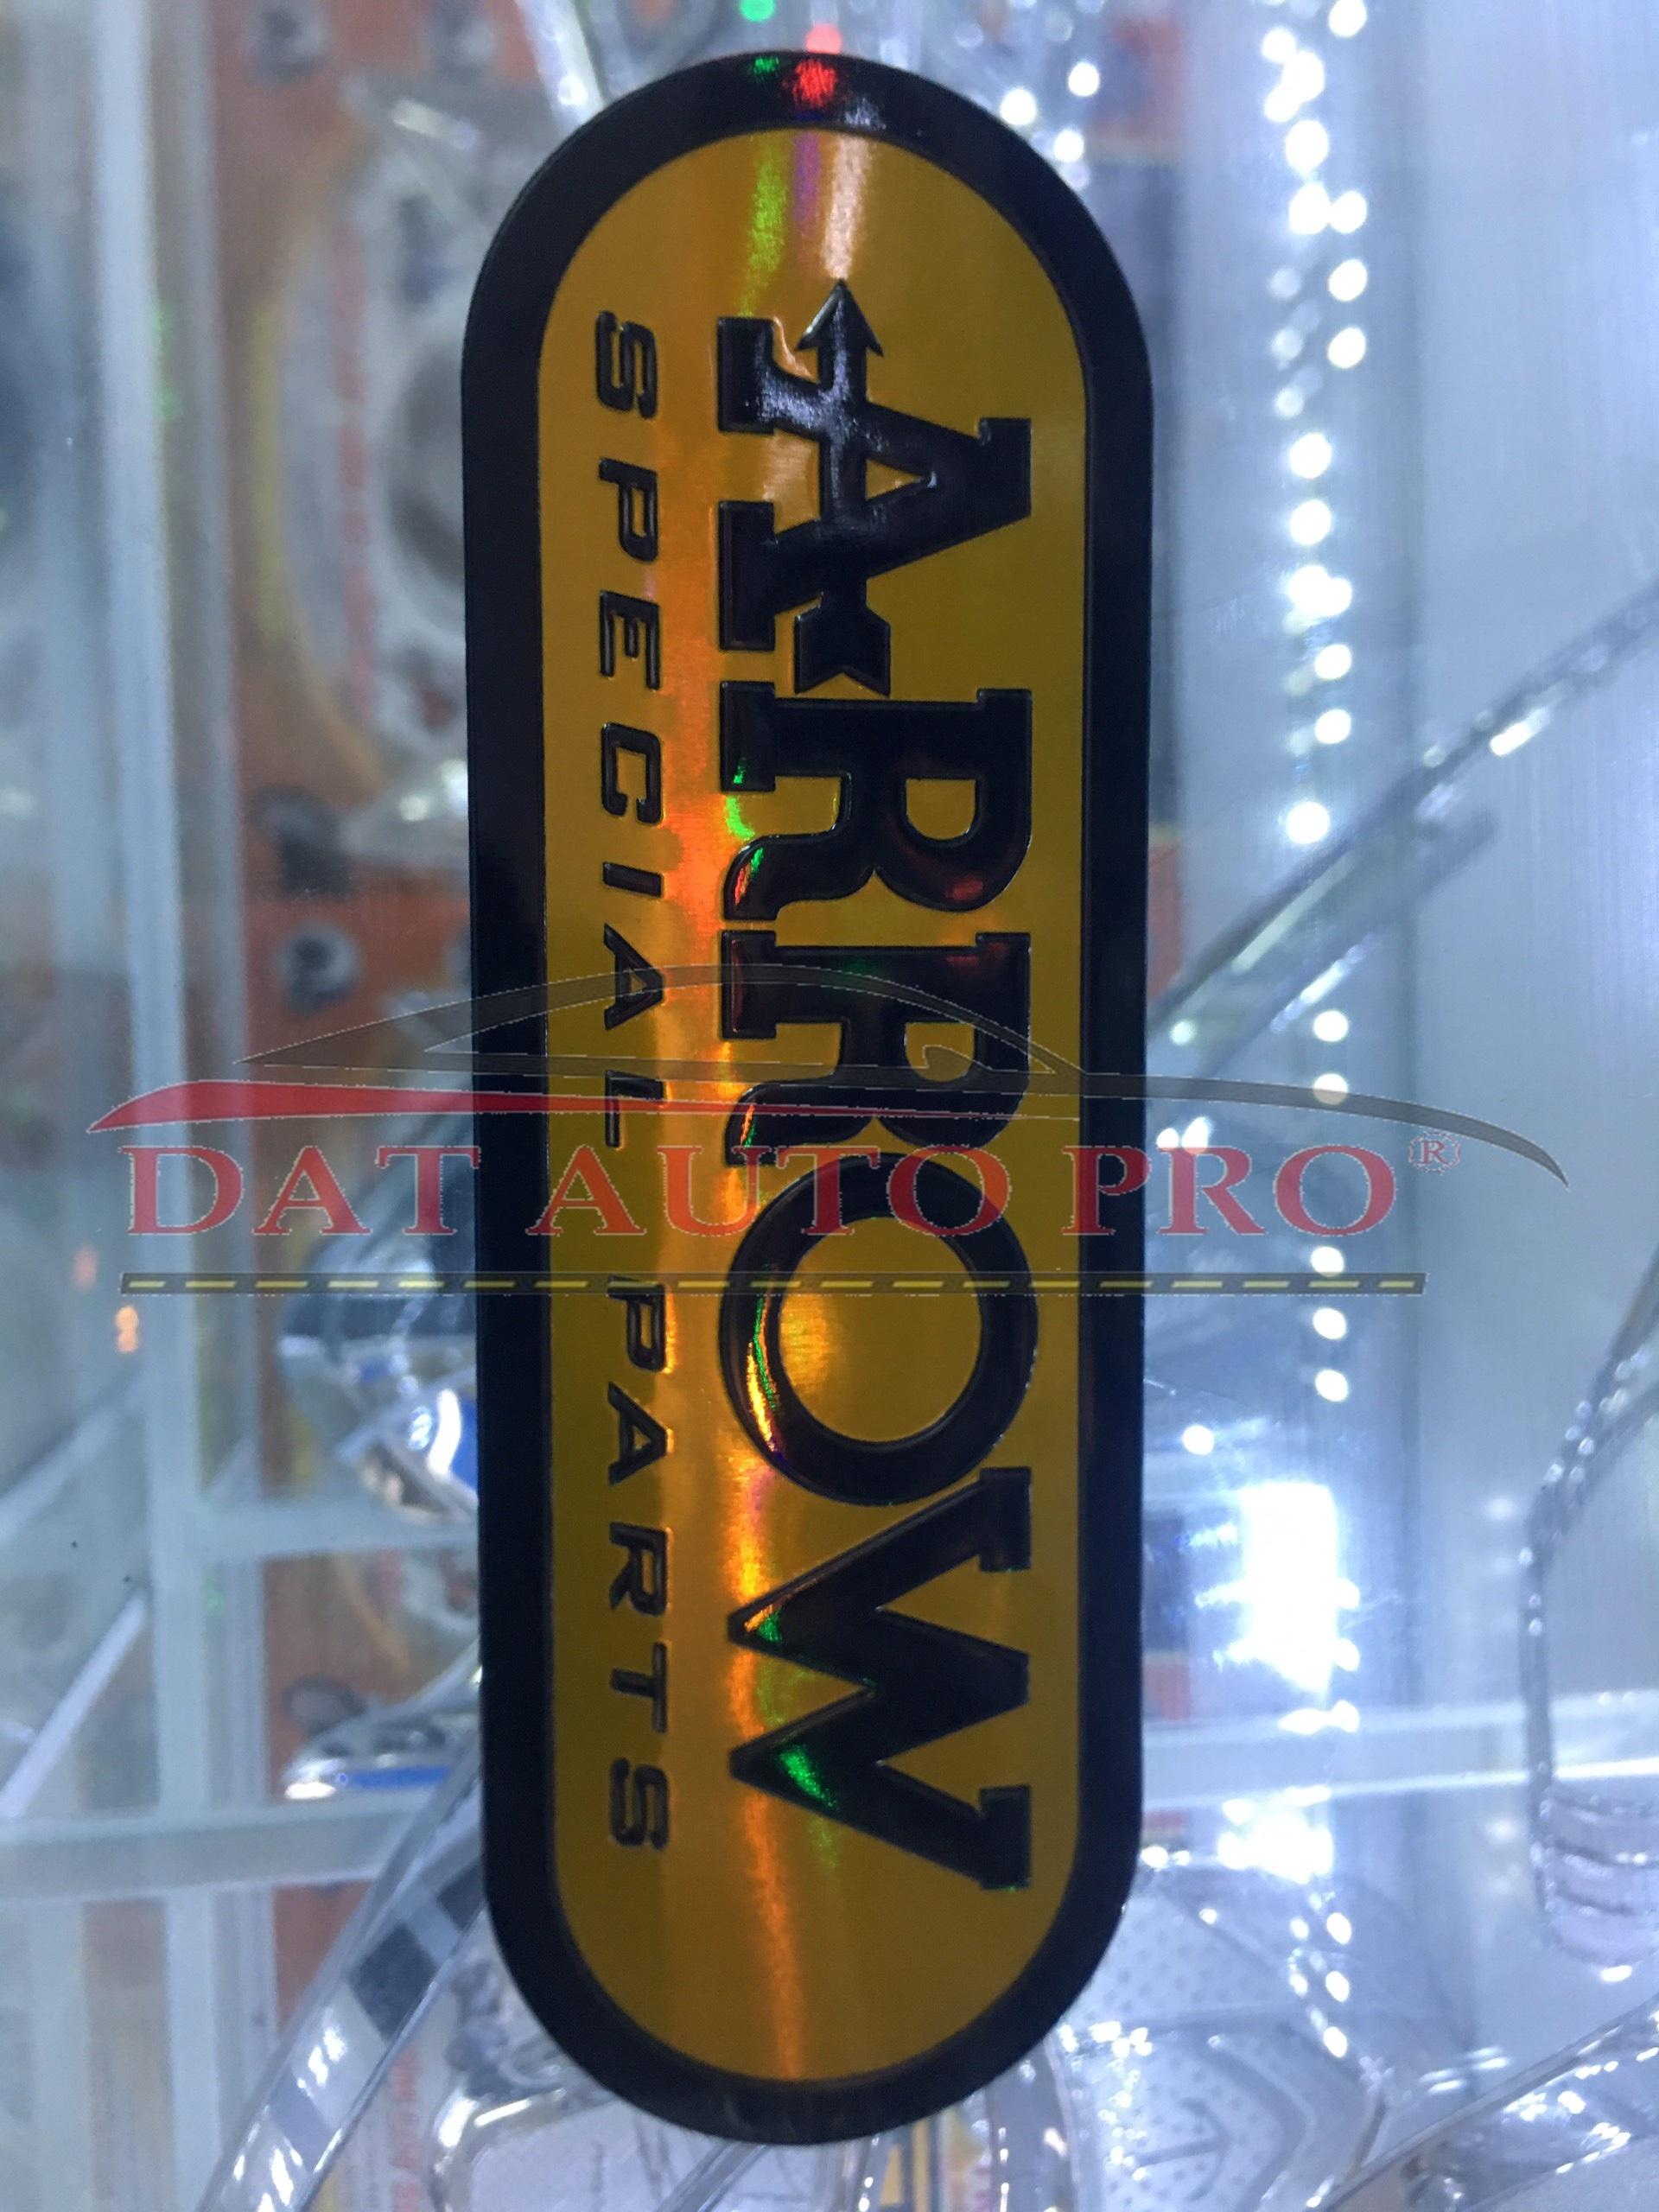 ARROW
SPECIAL PARTS
DAT AUTO PRO®